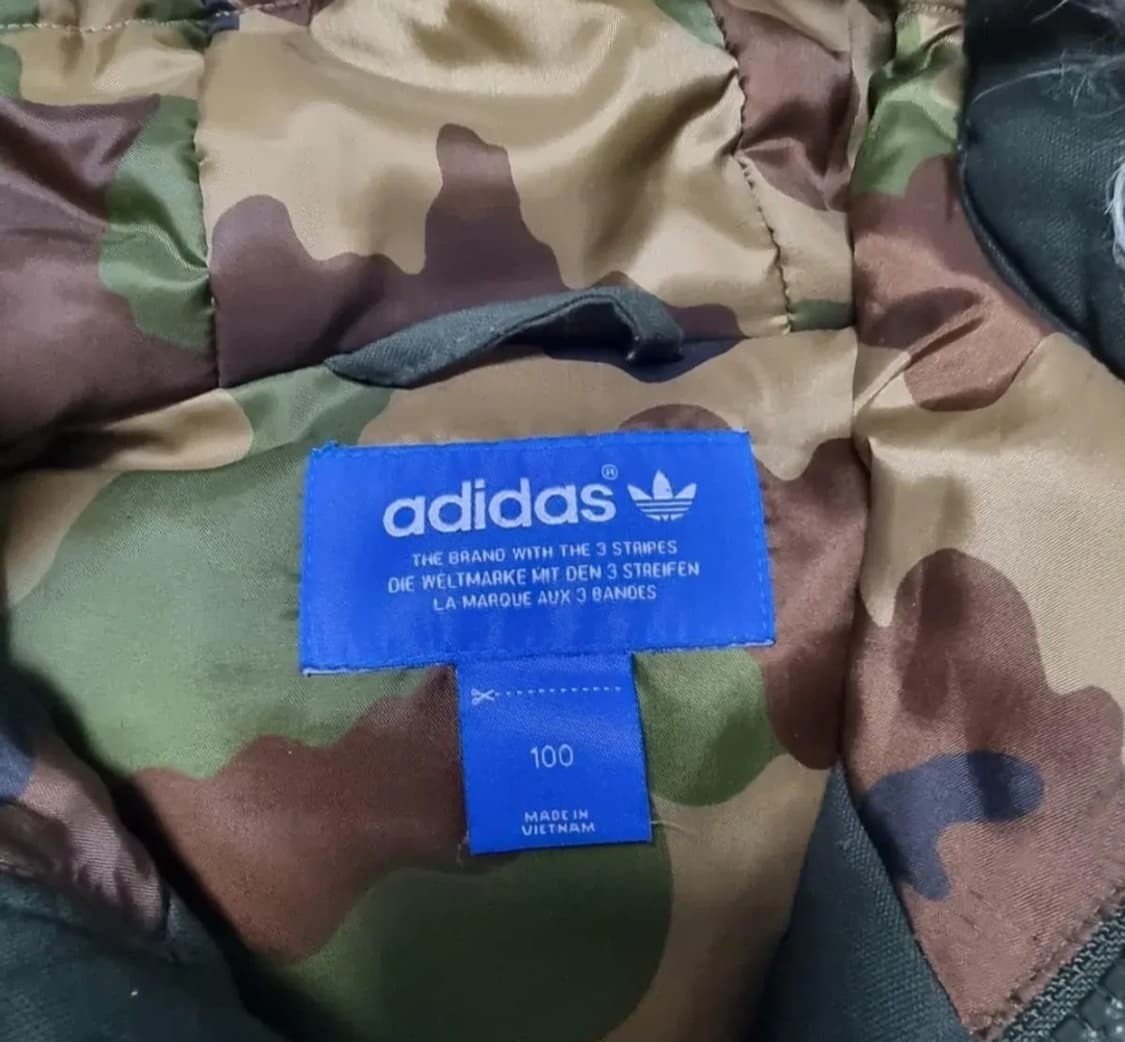 adidas®
THE BRAND WITH THE 3 STRIPES
DIE WELTMARKE MIT DEN 3 STREIFEN
LA MARQUE AUX 3 BANDES
100
MADE IN
VIETNAM